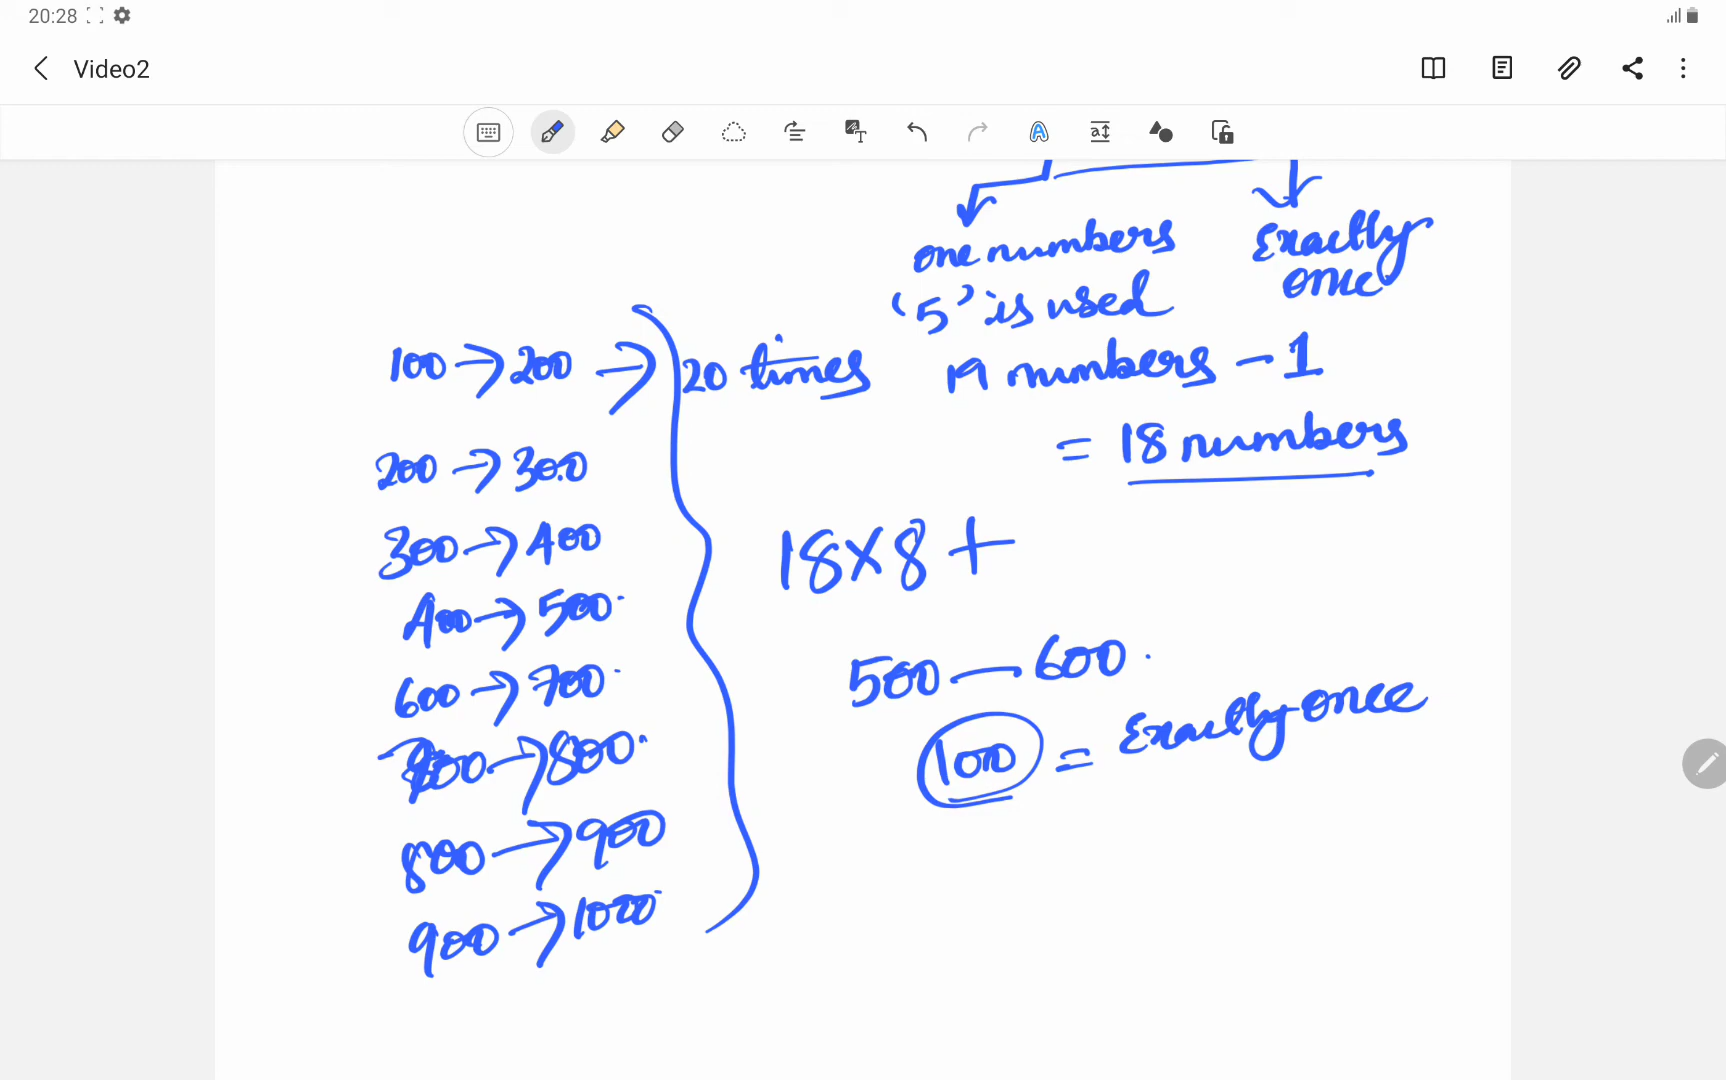 20:28
Video2
one numbers
'5' is used
Exactly
once
100 → 200 → 20 times
19 numbers - 1
= 18 numbers
200 → 300
300 → 400
400 → 500
600 → 700
800
800 → 900
900 → 1000
18 × 8 +
500 — 600
100 = Exactly once